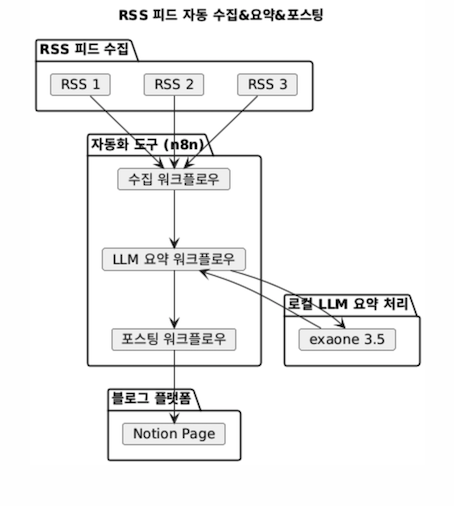 RSS 피드 자동 수집&요약&포스팅
RSS 피드 수집
RSS 1
RSS 2
RSS 3
자동화 도구 (n8n)
수집 워크플로우
LLM 요약 워크플로우
로컬 LLM 요약 처리
포스팅 워크플로우
exaone 3.5
블로그 플랫폼
Notion Page